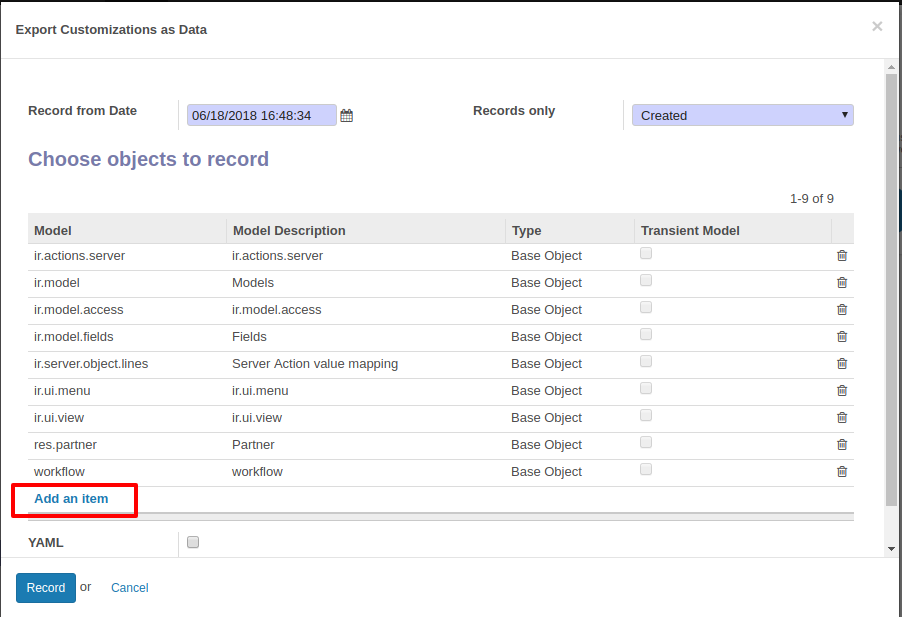 Export Customizations as Data ×
Record from Date 06/18/2018 16:48:34 Records only Created
Choose objects to record
1-9 of 9
Model Model Description Type Transient Model
ir.actions.server ir.actions.server Base Object
ir.model Models Base Object
ir.model.access ir.model.access Base Object
ir.model.fields Fields Base Object
ir.server.object.lines Server Action value mapping Base Object
ir.ui.menu ir.ui.menu Base Object
ir.ui.view ir.ui.view Base Object
res.partner Partner Base Object
workflow workflow Base Object
Add an item
YAML
Record or Cancel